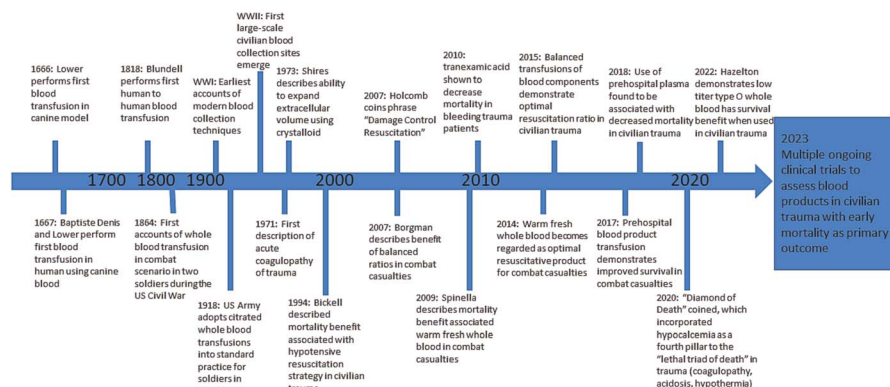 WWII: First
large-scale
civilian blood
collection sites
emerge
1666: Lower
performs first
blood
transfusion in
canine model
1818: Blundell
performs first
human to
human blood
transfusion
WWI: Earliest
accounts of
modern blood
collection
techniques
1973: Shires
describes ability
to expand
extracellular
volume using
crystalloid
2007: Holcomb
coins phrase
"Damage Control
Resuscitation"
2010:
tranexamic acid
shown to
decrease
mortality in
bleeding trauma
patients
2015: Balanced
transfusions of
blood components
demonstrate
optimal
resuscitation ratio in
civilian trauma
2018: Use of
prehospital plasma
found to be
associated with
decreased mortality
in civilian trauma
2022: Hazelton
demonstrates low
titer type O whole
blood has survival
benefit when used
in civilian trauma
1700 1800 1900 2000 2010 2020
2023
Multiple ongoing
clinical trials to
assess blood
products in civilian
trauma with early
mortality as primary
outcome
1667: Baptiste Denis
and Lower perform first
blood transfusion in
human using canine
blood
1864: First
accounts of whole
blood transfusion
in combat
scenario in two
soldiers during the
US Civil War
1918: US Army
adopts citrated whole
blood transfusions
into standard
practice for
soldiers in
1971: First
description of
acute
coagulopathy
of trauma
1994: Bickell
described mortality benefit
associated with
hypotensive
resuscitation
strategy in civilian
2007:
Borgman
describes benefit
of balanced
ratios in combat
casualties
2009: Spinella
describes mortality
benefit associated
warm fresh whole
blood in combat
casualties
2014: Warm fresh
whole blood becomes
regarded as optimal
resuscitative product
for combat casualties
2017: Prehospital
blood product
transfusion
demonstrates
improved survival in
combat casualties
2020: "Diamond of
Death" coined, which
incorporated
hypocalcemia as a
fourth pillar to the
"lethal triad of death" in
trauma (coagulopathy,
acidosis, hypothermia)